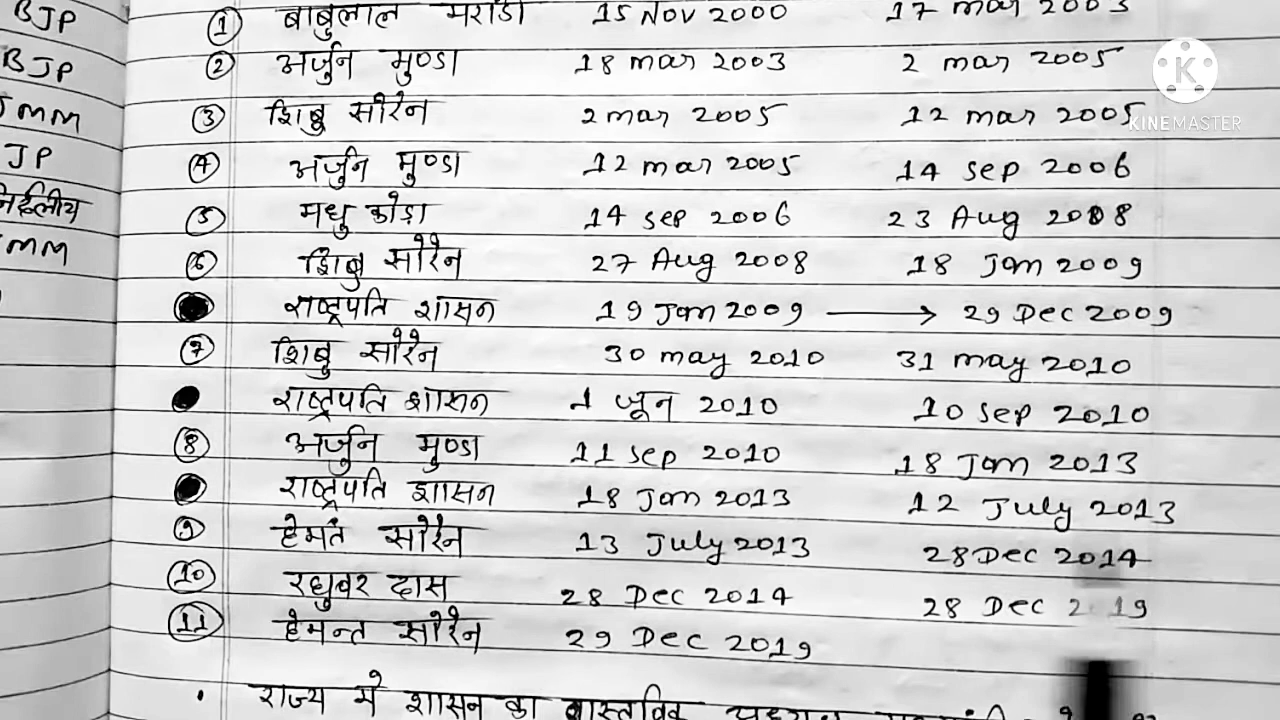 BJP ① बाबुलाल मरांडी 15 Nov 2000 17 mar 2003
BJP ② अर्जुन मुण्डा 18 mar 2003 2 mar 2005
JMM ③ शिबु सोरेन 2 mar 2005 12 mar 2005
JP ④ अर्जुन मुण्डा 12 mar 2005 14 sep 2006
निर्दलीय ⑤ मधु कोड़ा 14 sep 2006 23 Aug 2008
MM ⑥ शिबु सोरेन 27 Aug 2008 18 Jan 2009
राष्ट्रपति शासन 19 Jan 2009 → 29 Dec 2009
⑦ शिबु सोरेन 30 may 2010 31 may 2010
राष्ट्रपति शासन 1 जून 2010 10 sep 2010
⑧ अर्जुन मुण्डा 11 sep 2010 18 Jan 2013
राष्ट्रपति शासन 18 Jan 2013 12 July 2013
⑨ हेमंत सोरेन 13 July 2013 28 Dec 2014
⑩ रघुबर दास 28 Dec 2014 28 Dec 2019
⑪ हेमन्त सोरेन 29 Dec 2019
• राज्य मे शासन का वास्तविक
K
KINEMASTER